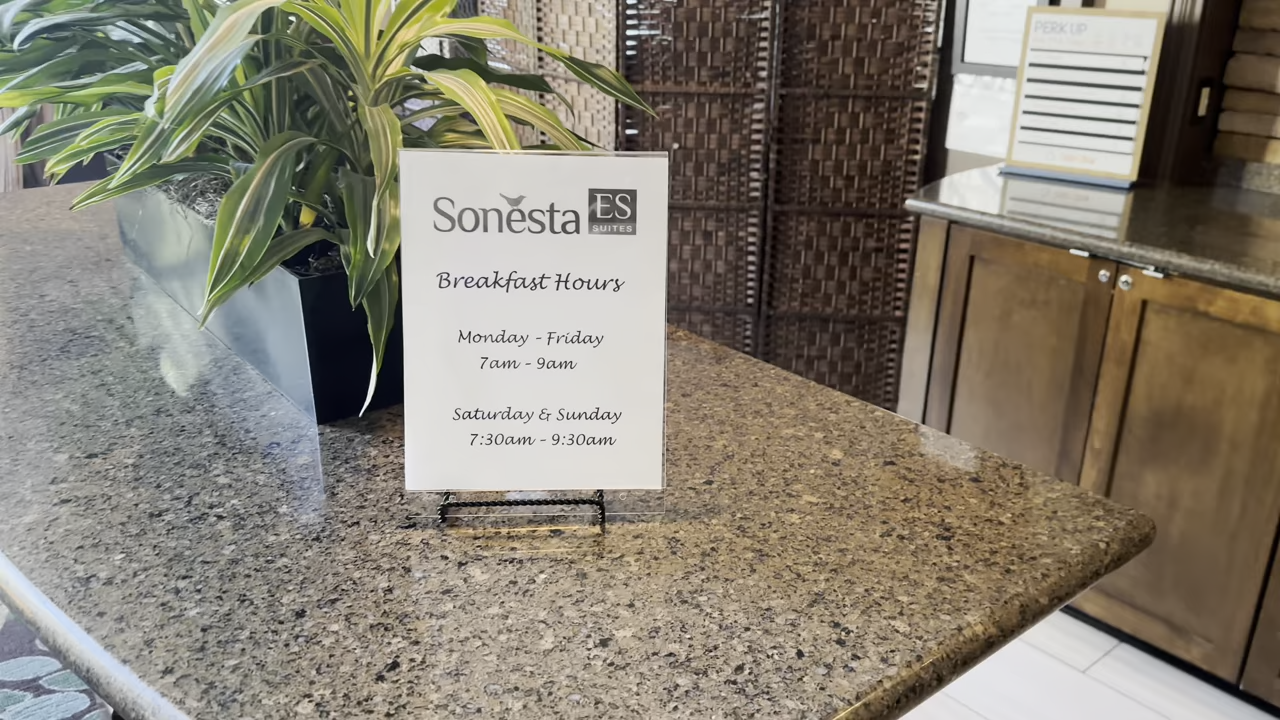 Sonesta ES
SUITES
Breakfast Hours
Monday - Friday
7am - 9am
Saturday & Sunday
7:30am - 9:30am
PERK UP